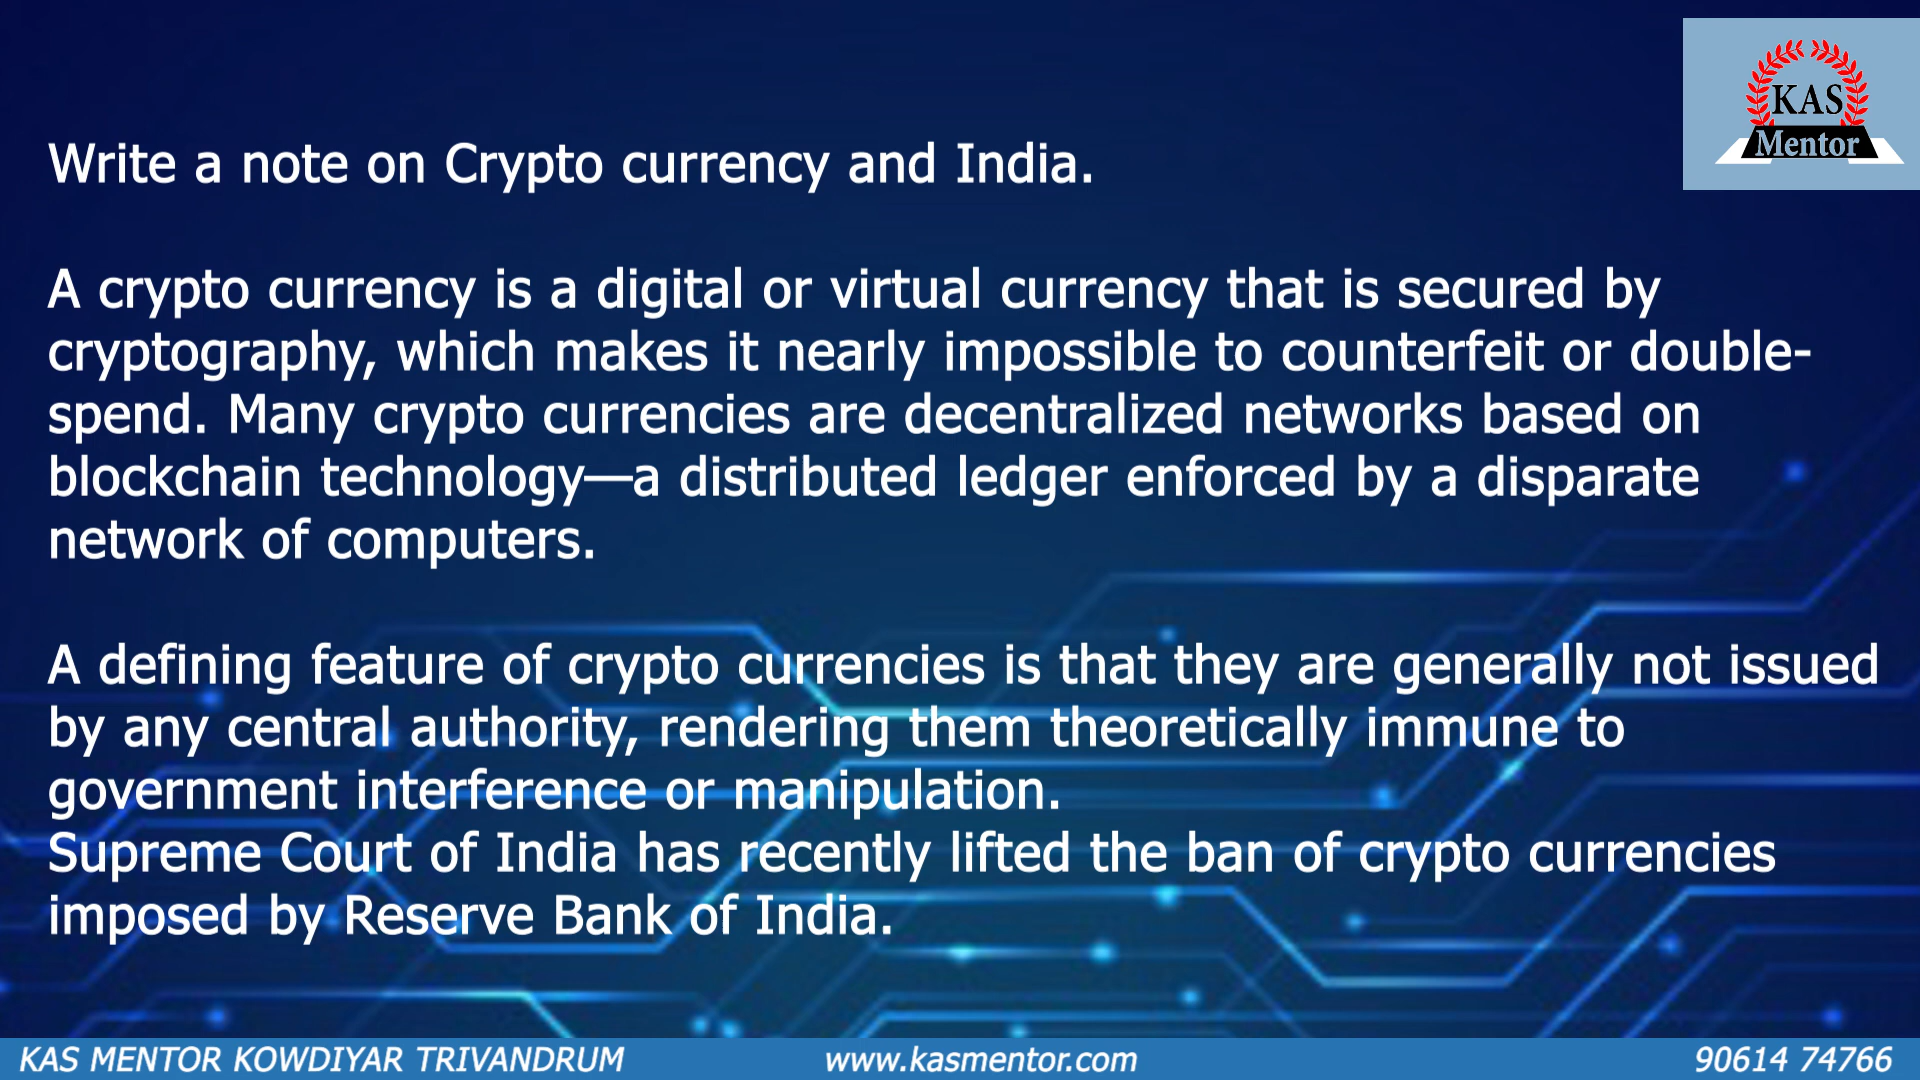 KAS
Mentor
Write a note on Crypto currency and India.
A crypto currency is a digital or virtual currency that is secured by
cryptography, which makes it nearly impossible to counterfeit or double-
spend. Many crypto currencies are decentralized networks based on
blockchain technology—a distributed ledger enforced by a disparate
network of computers.
A defining feature of crypto currencies is that they are generally not issued
by any central authority, rendering them theoretically immune to
government interference or manipulation.
Supreme Court of India has recently lifted the ban of crypto currencies
imposed by Reserve Bank of India.
KAS MENTOR KOWDIYAR TRIVANDRUM www.kasmentor.com 90614 74766